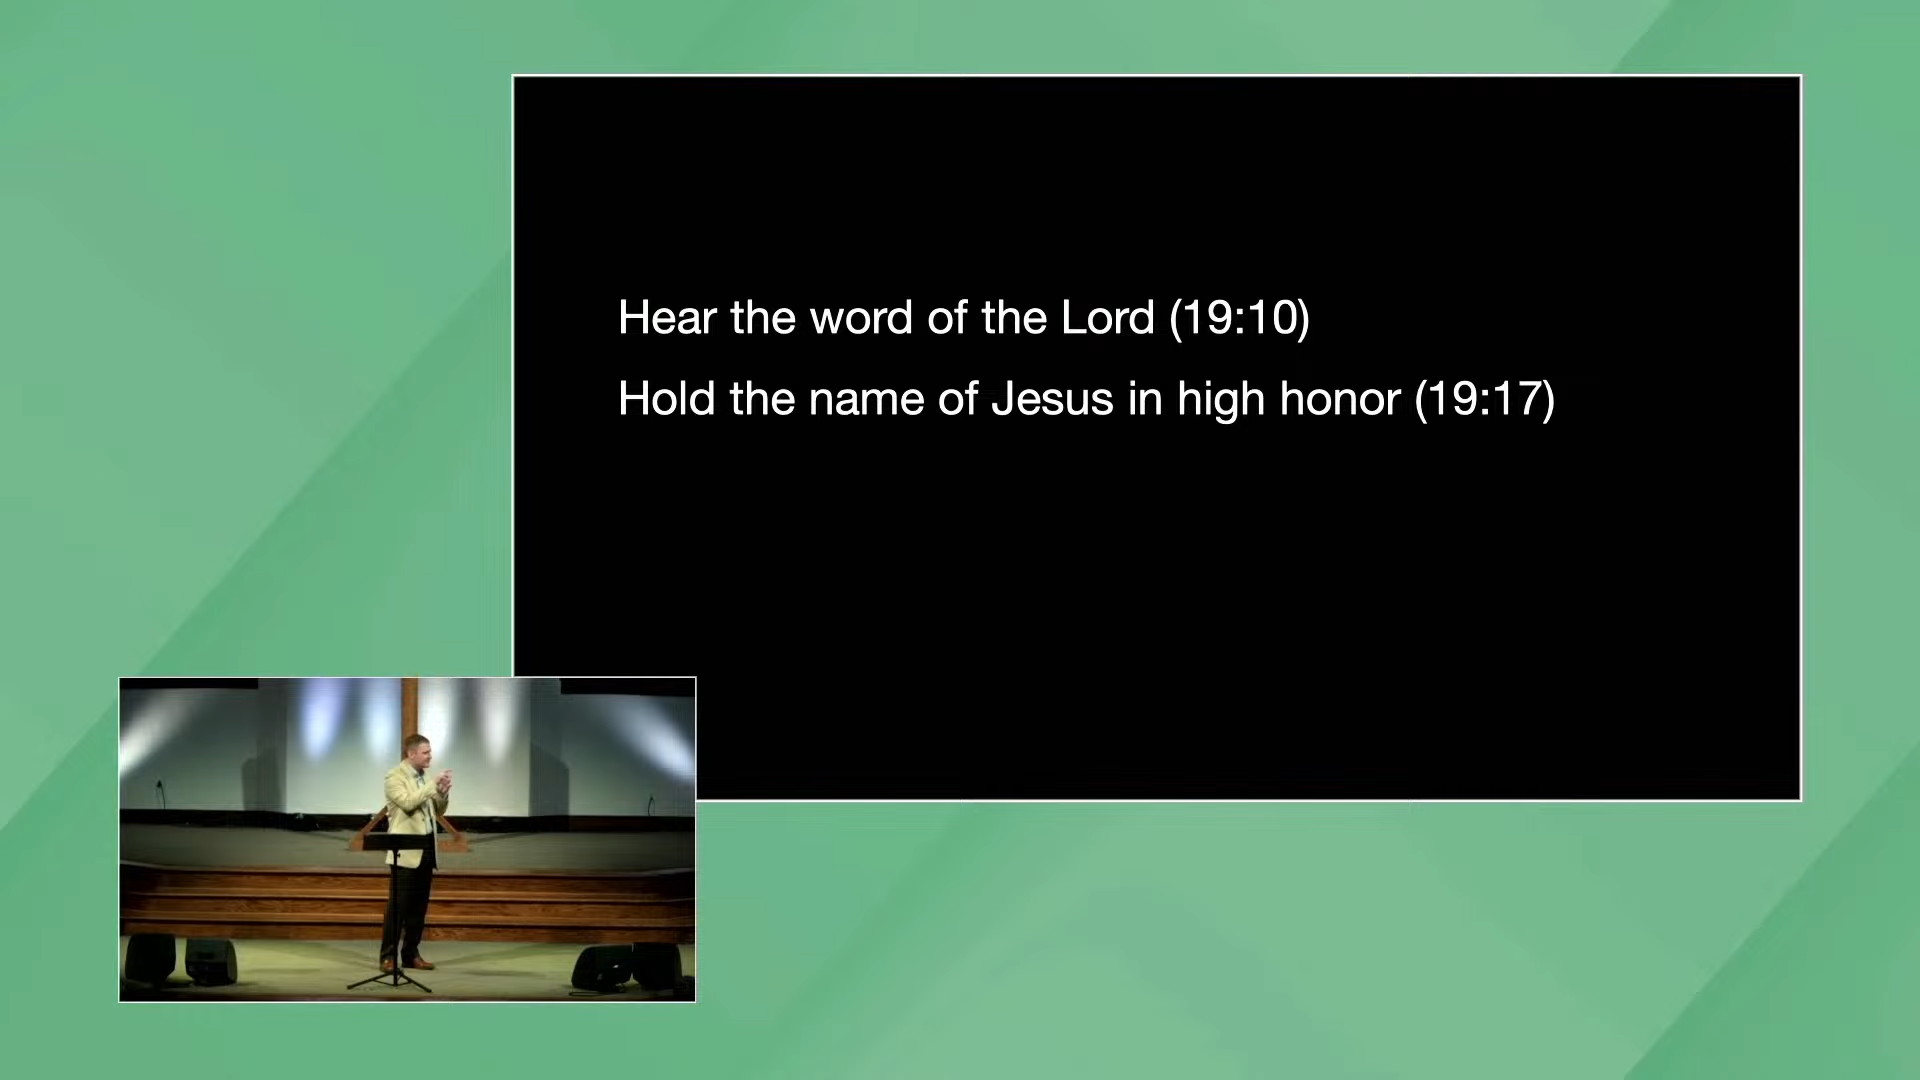 Hear the word of the Lord (19:10)
Hold the name of Jesus in high honor (19:17)